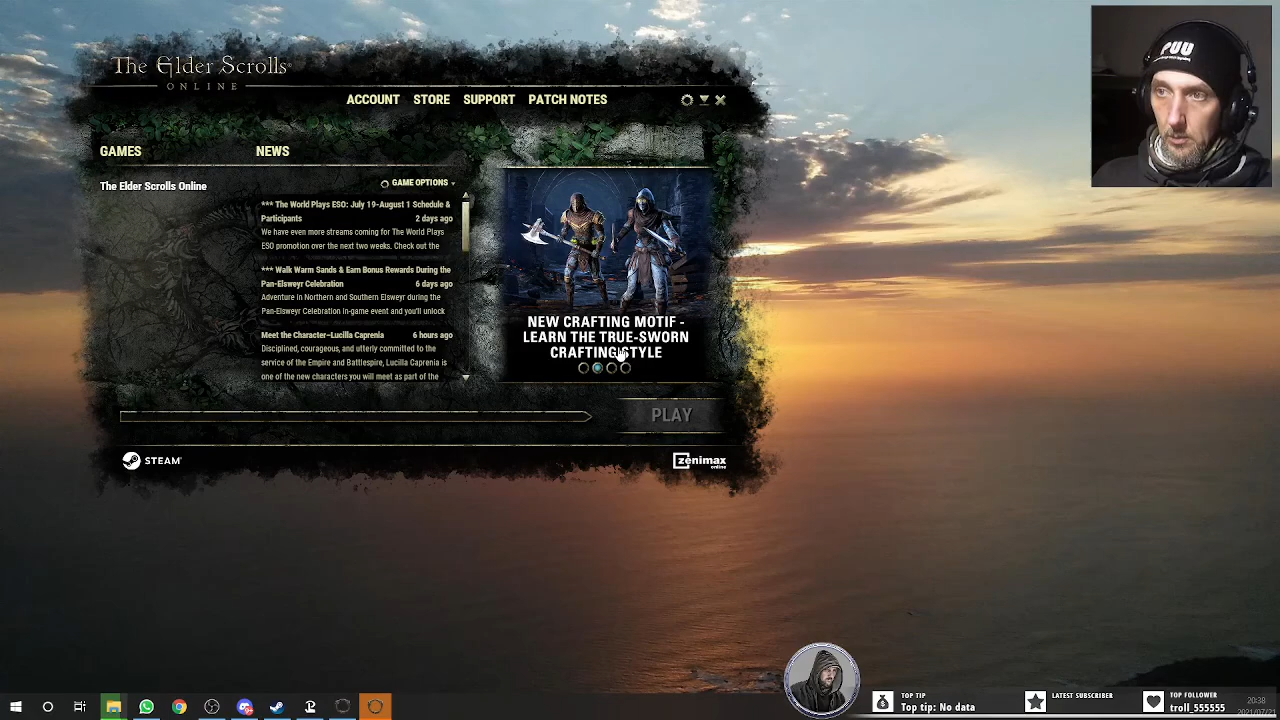 The Elder Scrolls
ONLINE
ACCOUNT STORE SUPPORT PATCH NOTES
GAMES
NEWS
The Elder Scrolls Online
GAME OPTIONS
*** The World Plays ESO: July 19-August 1 Schedule &
Participants 2 days ago
We have even more streams coming for The World Plays
ESO promotion over the next two weeks. Check out the
*** Walk Warm Sands & Earn Bonus Rewards During the
Pan-Elsweyr Celebration 6 days ago
Adventure in Northern and Southern Elsweyr during the
Pan-Elsweyr Celebration in-game event and you'll unlock
Meet the Character–Lucilla Caprenia 6 hours ago
Disciplined, courageous, and utterly committed to the
service of the Empire and Battlespire, Lucilla Caprenia is
one of the new characters you will meet as part of the
NEW CRAFTING MOTIF -
LEARN THE TRUE-SWORN
CRAFTING STYLE
PLAY
STEAM
zenimax
online
PUU
TOP TIP
Top tip: No data
LATEST SUBSCRIBER
TOP FOLLOWER
troll_555555
20:38
2021/07/21